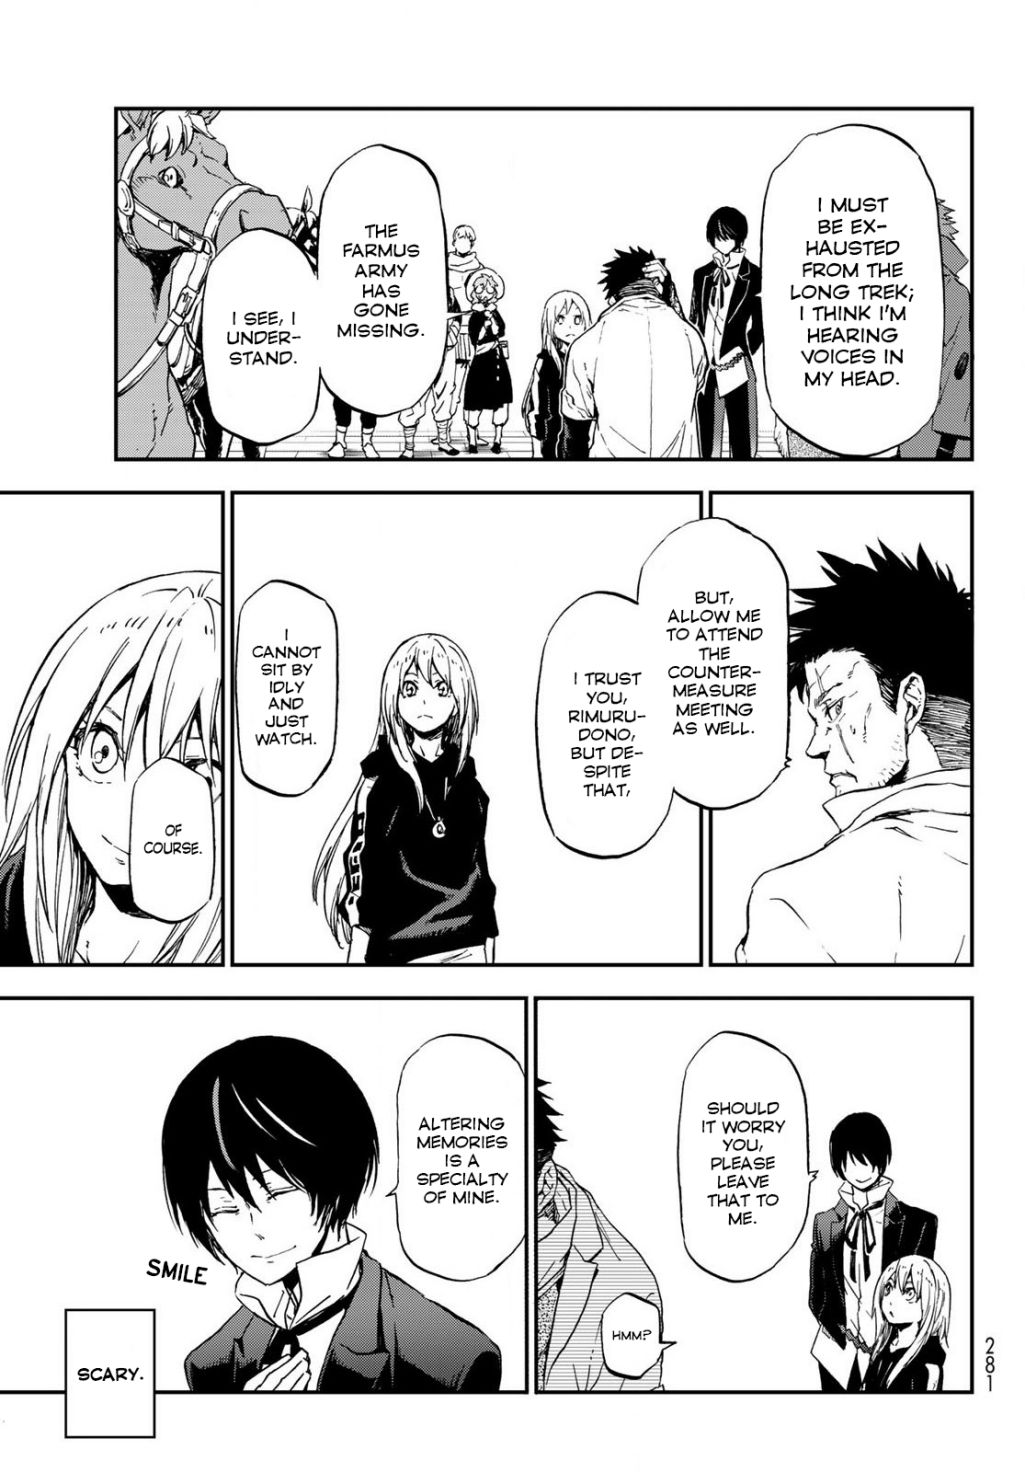 I MUST
BE EX-
HAUSTED
FROM THE
LONG TREK;
I THINK I'M
HEARING
VOICES IN
MY HEAD.
THE
FARMUS
ARMY
HAS
GONE
MISSING.
I SEE, I
UNDER-
STAND.
BUT,
ALLOW ME
TO ATTEND
THE
COUNTER-
MEASURE
MEETING
AS WELL.
I TRUST
YOU,
RIMURU-
DONO,
BUT DE-
SPITE
THAT,
I
CANNOT
SIT BY
IDLY
AND
JUST
WATCH.
OF
COURSE.
SHOULD
IT WORRY
YOU,
PLEASE
LEAVE
THAT TO
ME.
HMM?
ALTERING
MEMORIES
IS A
SPECIALTY
OF MINE.
SMILE
SCARY.
281